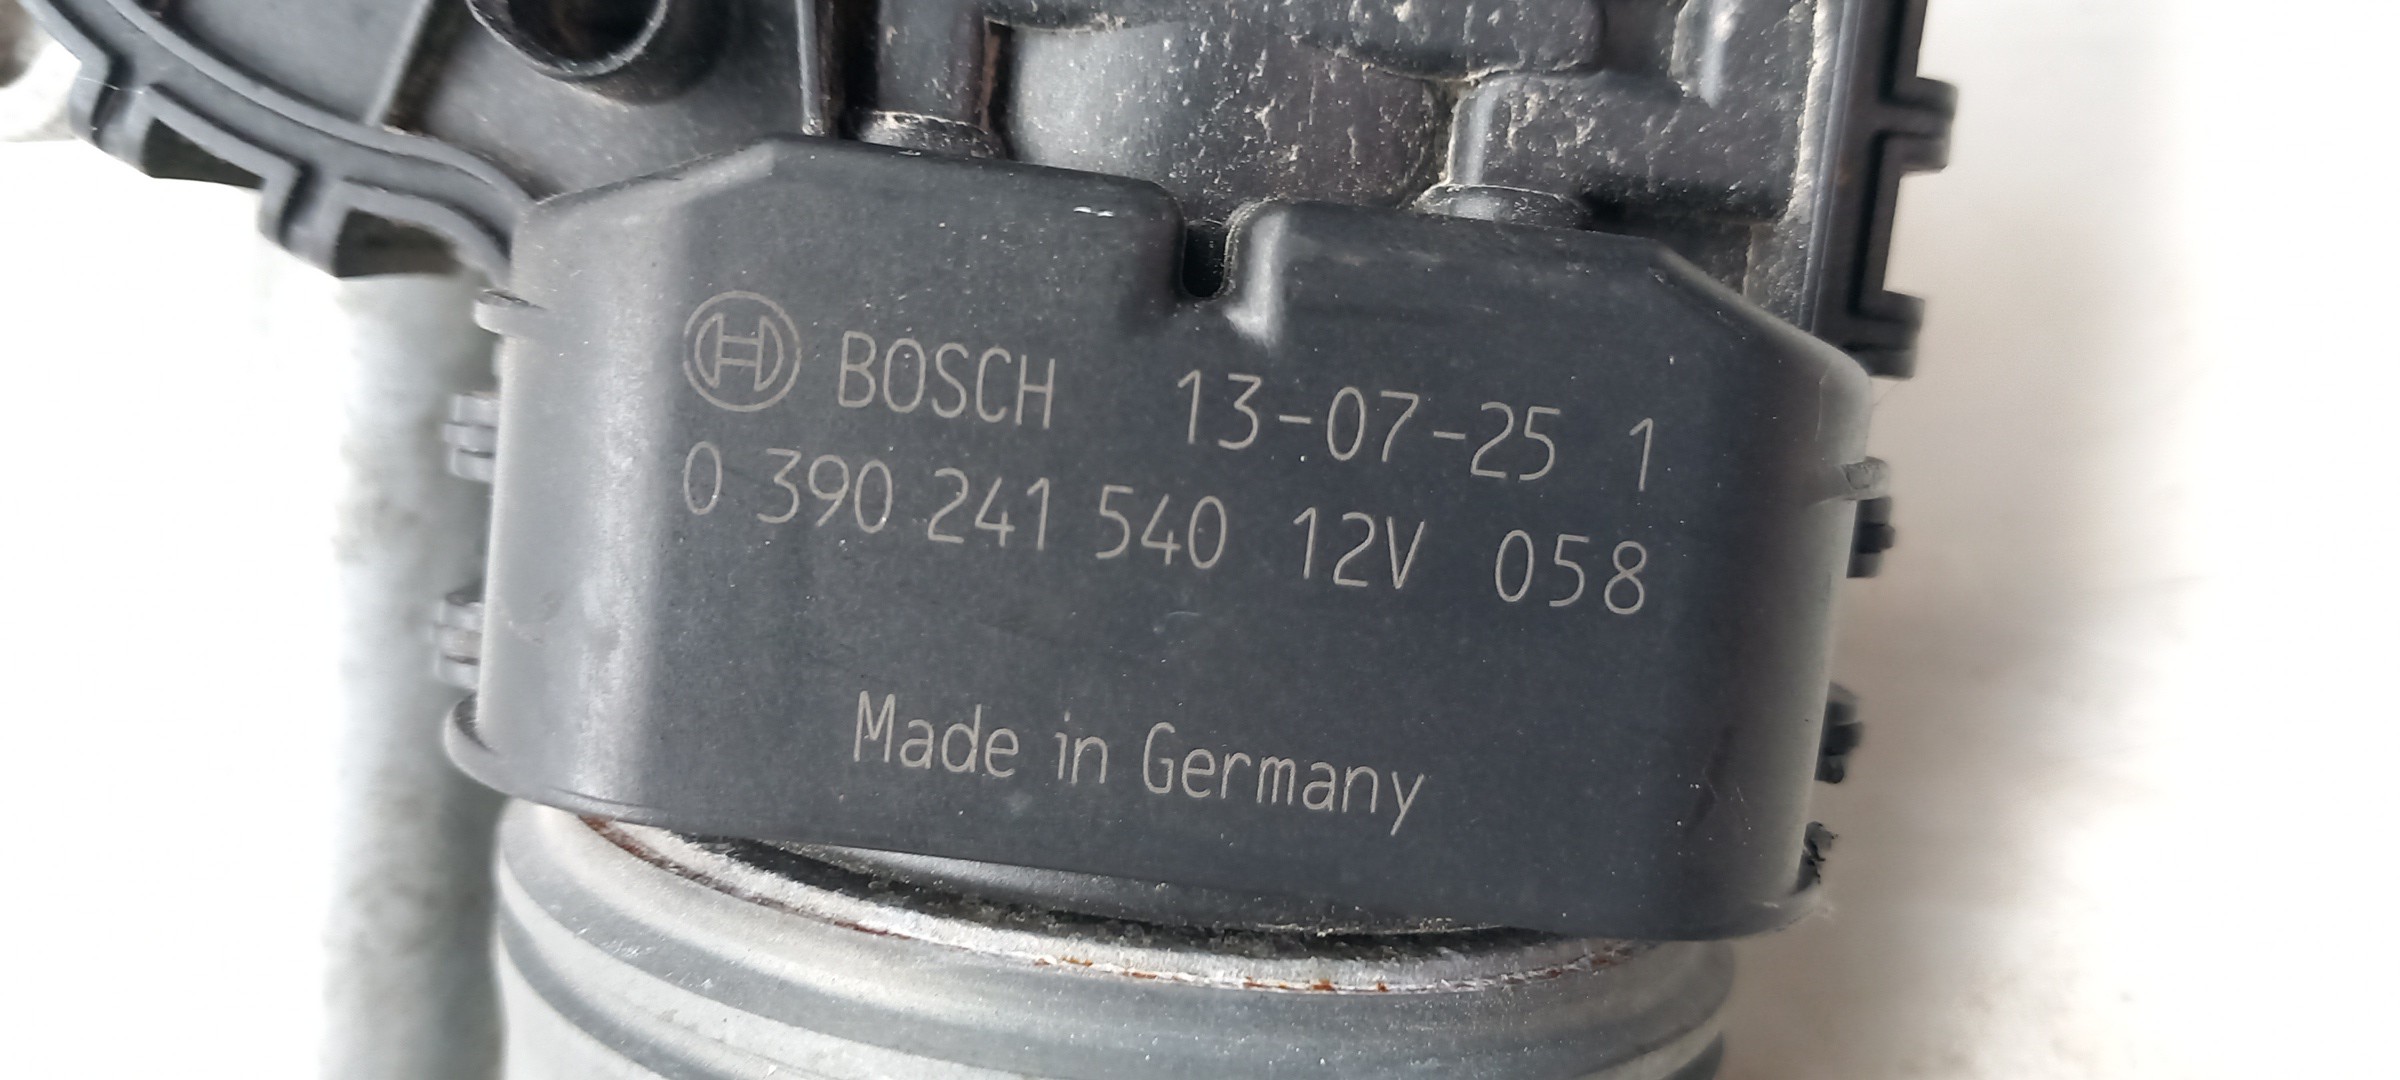 BOSCH 13-07-25 1
0 390 241 540 12V 058
Made in Germany